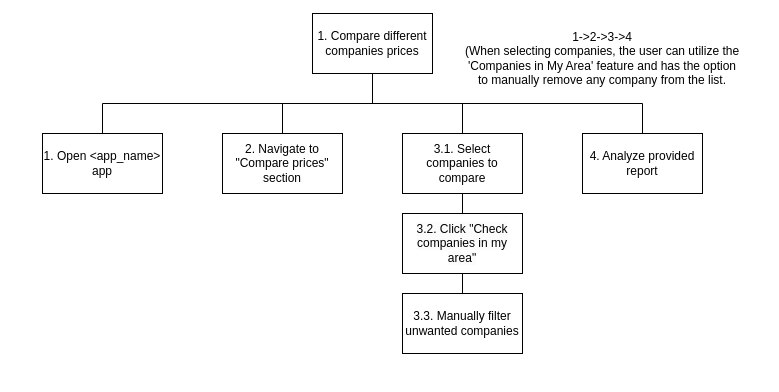 1. Compare different
companies prices
1->2->3->4
(When selecting companies, the user can utilize the
'Companies in My Area' feature and has the option
to manually remove any company from the list.
1. Open <app_name>
app
2. Navigate to
"Compare prices"
section
3.1. Select
companies to
compare
4. Analyze provided
report
3.2. Click "Check
companies in my
area"
3.3. Manually filter
unwanted companies